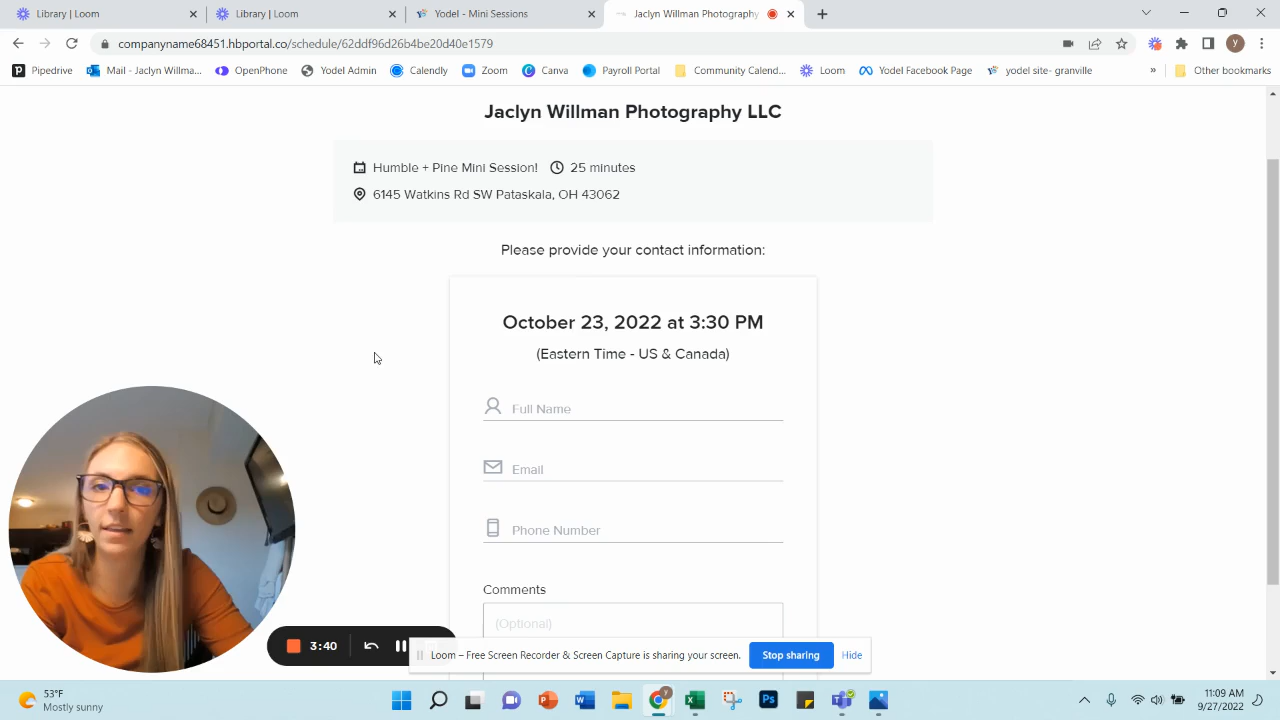 Library | Loom
Library | Loom
Yodel - Mini Sessions
Jaclyn Willman Photography
companyname68451.hbportal.co/schedule/62ddf96d26b4be20d40e1579
y
Pipedrive
Mail - Jaclyn Willma...
OpenPhone
Yodel Admin
Calendly
Zoom
Canva
Payroll Portal
Community Calend...
Loom
Yodel Facebook Page
yodel site- granville
»
Other bookmarks
Jaclyn Willman Photography LLC
Humble + Pine Mini Session! 25 minutes
6145 Watkins Rd SW Pataskala, OH 43062
Please provide your contact information:
October 23, 2022 at 3:30 PM
(Eastern Time - US & Canada)
Full Name
Email
Phone Number
Comments
(Optional)
3:40
Loom – Free Screen Recorder & Screen Capture is sharing your screen. Stop sharing Hide
53°F
Mostly sunny
11:09 AM
9/27/2022